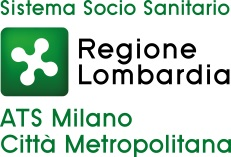 Sistema Socio Sanitario
Regione
Lombardia
ATS Milano
Città Metropolitana